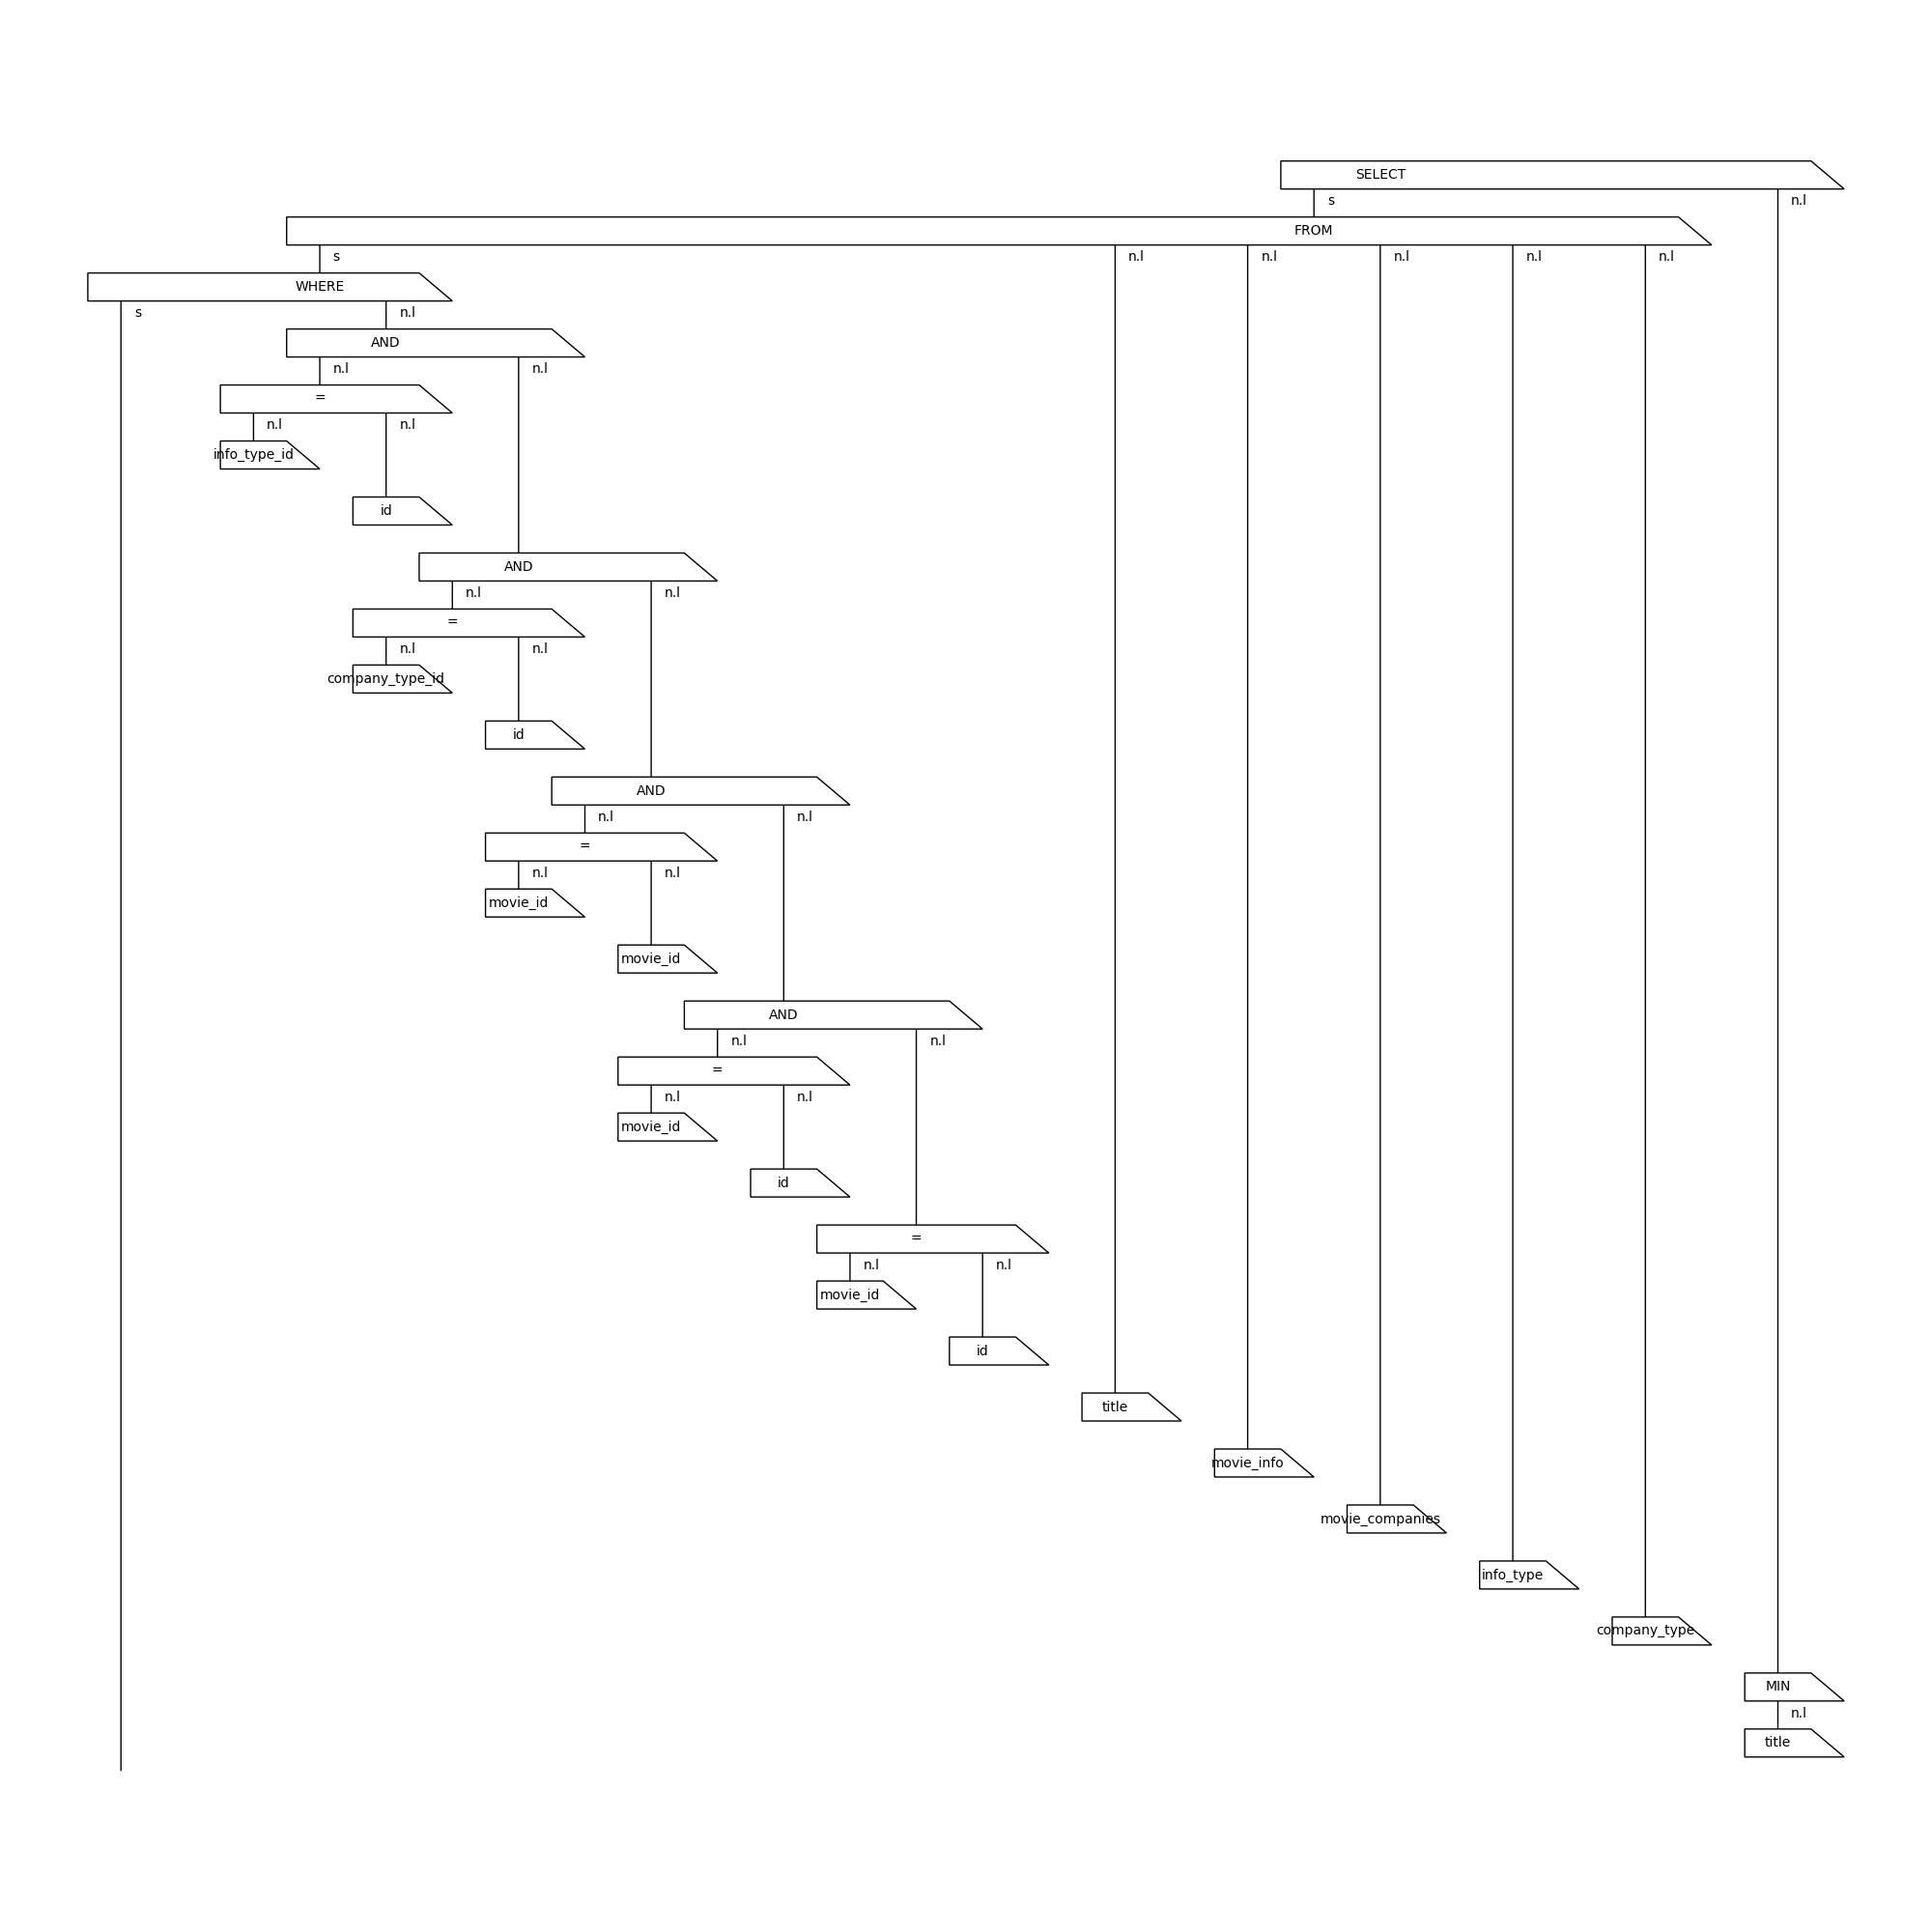 SELECT
s n.l
FROM
s n.l n.l n.l n.l n.l
WHERE
s n.l
AND
n.l n.l
=
n.l n.l
info_type_id
id
AND
n.l n.l
=
n.l n.l
company_type_id
id
AND
n.l n.l
=
n.l n.l
movie_id
movie_id
AND
n.l n.l
=
n.l n.l
movie_id
id
=
n.l n.l
movie_id
id
title
movie_info
movie_companies
info_type
company_type
MIN
n.l
title